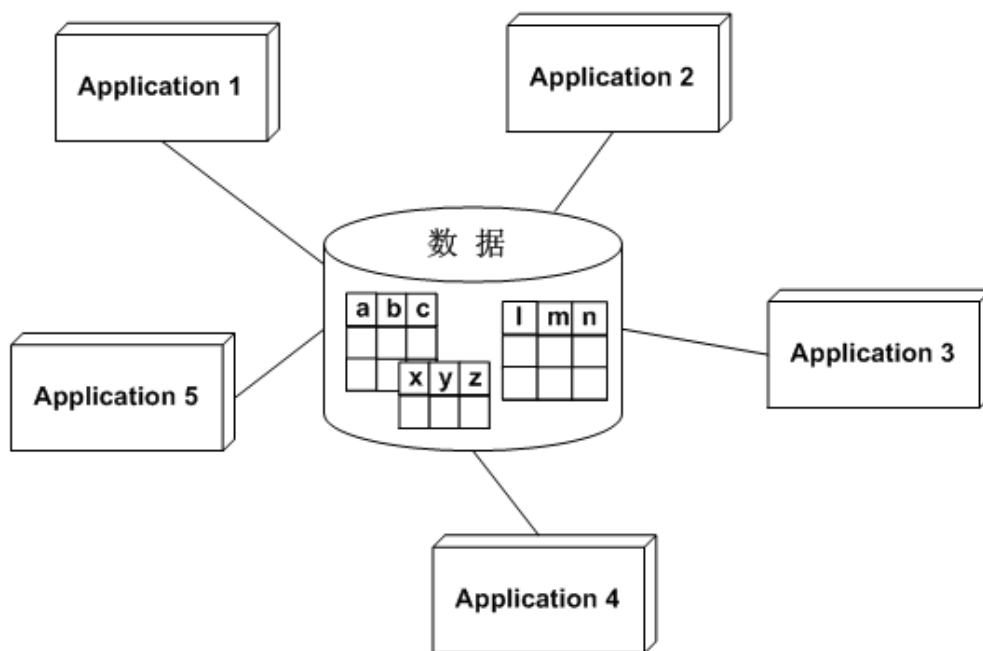 Application 1
Application 2
数 据
a b c
l m n
x y z
Application 3
Application 5
Application 4